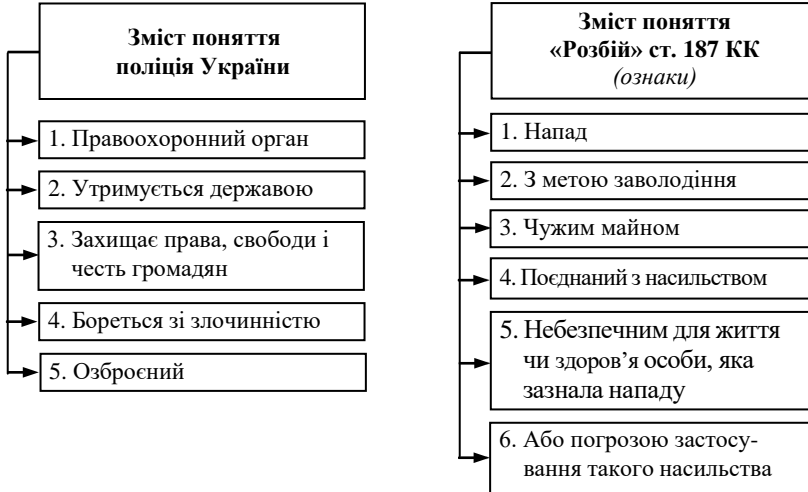 Зміст поняття
поліція України
1. Правоохоронний орган
2. Утримується державою
3. Захищає права, свободи і
честь громадян
4. Бореться зі злочинністю
5. Озброєний
Зміст поняття
«Розбій» ст. 187 КК
(ознаки)
1. Напад
2. З метою заволодіння
3. Чужим майном
4. Поєднаний з насильством
5. Небезпечним для життя
чи здоров’я особи, яка
зазнала нападу
6. Або погрозою застосу-
вання такого насильства